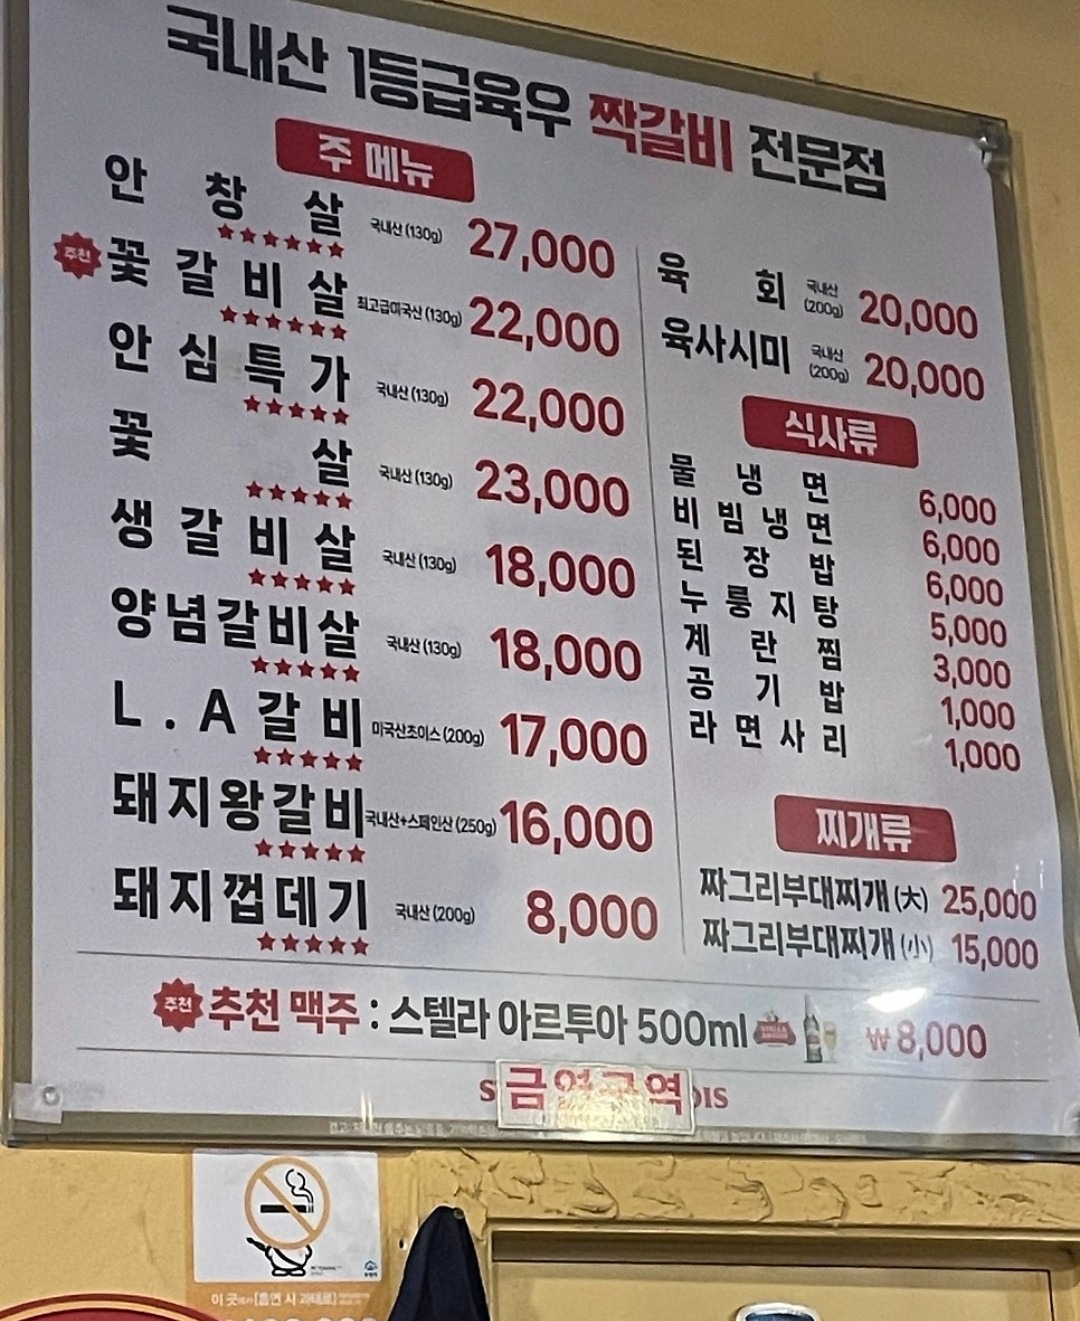 국내산 1등급육우 짝갈비 전문점
주 메뉴
안창살 국내산 (130g) 27,000
추천 꽃갈비살 최고급미국산 (130g) 22,000
안심특가 국내산 (130g) 22,000
꽃살 국내산 (130g) 23,000
생갈비살 국내산 (130g) 18,000
양념갈비살 국내산 (130g) 18,000
L.A갈비 미국산초이스 (200g) 17,000
돼지왕갈비 국내산+스페인산 (250g) 16,000
돼지껍데기 국내산 (200g) 8,000
육회 국내산 (200g) 20,000
육사시미 국내산 (200g) 20,000
식사류
물냉면 6,000
비빔냉면 6,000
된장밥 6,000
누룽지탕 5,000
계란찜 3,000
공기밥 1,000
라면사리 1,000
찌개류
짜그리부대찌개 (大) 25,000
짜그리부대찌개 (小) 15,000
추천 추천 맥주 : 스텔라 아르투아 500ml ₩8,000
금연구역
이 곳에서 [흡연 시 과태료]